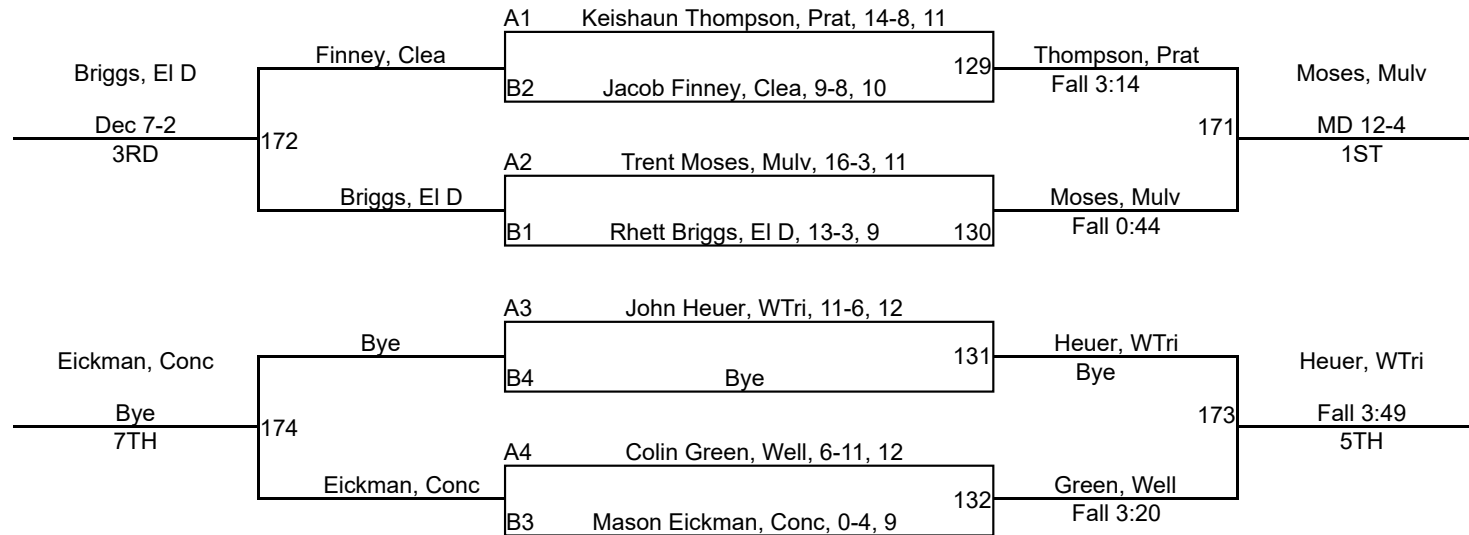 A1 Keishaun Thompson, Prat, 14-8, 11
Finney, Clea 129 Thompson, Prat
Briggs, El D Moses, Mulv
B2 Jacob Finney, Clea, 9-8, 10 Fall 3:14
Dec 7-2 171 MD 12-4
172
3RD 1ST
A2 Trent Moses, Mulv, 16-3, 11
Briggs, El D Moses, Mulv
B1 Rhett Briggs, El D, 13-3, 9 130 Fall 0:44
A3 John Heuer, WTri, 11-6, 12
Bye 131 Heuer, WTri
Eickman, Conc Heuer, WTri
B4 Bye Bye
Bye 173 Fall 3:49
174
7TH 5TH
A4 Colin Green, Well, 6-11, 12
Eickman, Conc 132 Green, Well
B3 Mason Eickman, Conc, 0-4, 9 Fall 3:20